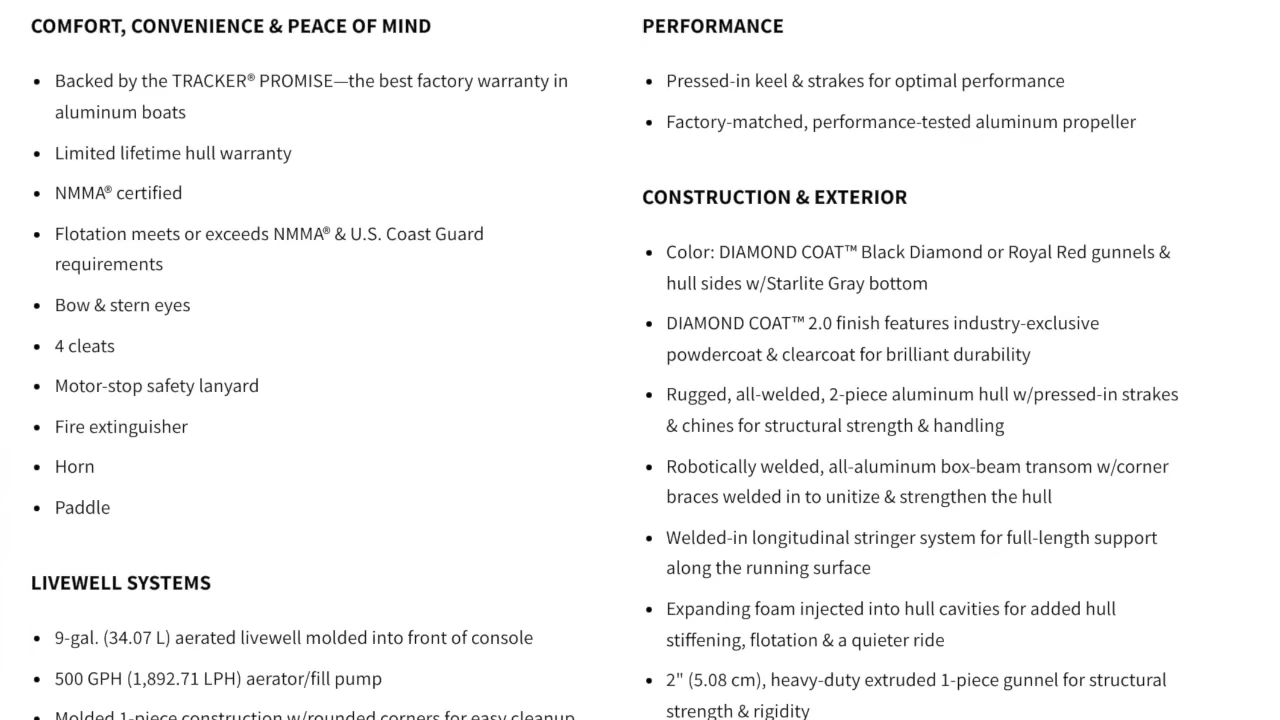 COMFORT, CONVENIENCE & PEACE OF MIND
Backed by the TRACKER® PROMISE—the best factory warranty in
aluminum boats
Limited lifetime hull warranty
NMMA® certified
Flotation meets or exceeds NMMA® & U.S. Coast Guard
requirements
Bow & stern eyes
4 cleats
Motor-stop safety lanyard
Fire extinguisher
Horn
Paddle
LIVEWELL SYSTEMS
9-gal. (34.07 L) aerated livewell molded into front of console
500 GPH (1,892.71 LPH) aerator/fill pump
Molded 1-piece construction w/rounded corners for easy cleanup
PERFORMANCE
Pressed-in keel & strakes for optimal performance
Factory-matched, performance-tested aluminum propeller
CONSTRUCTION & EXTERIOR
Color: DIAMOND COAT™ Black Diamond or Royal Red gunnels &
hull sides w/Starlite Gray bottom
DIAMOND COAT™ 2.0 finish features industry-exclusive
powdercoat & clearcoat for brilliant durability
Rugged, all-welded, 2-piece aluminum hull w/pressed-in strakes
& chines for structural strength & handling
Robotically welded, all-aluminum box-beam transom w/corner
braces welded in to unitize & strengthen the hull
Welded-in longitudinal stringer system for full-length support
along the running surface
Expanding foam injected into hull cavities for added hull
stiffening, flotation & a quieter ride
2" (5.08 cm), heavy-duty extruded 1-piece gunnel for structural
strength & rigidity